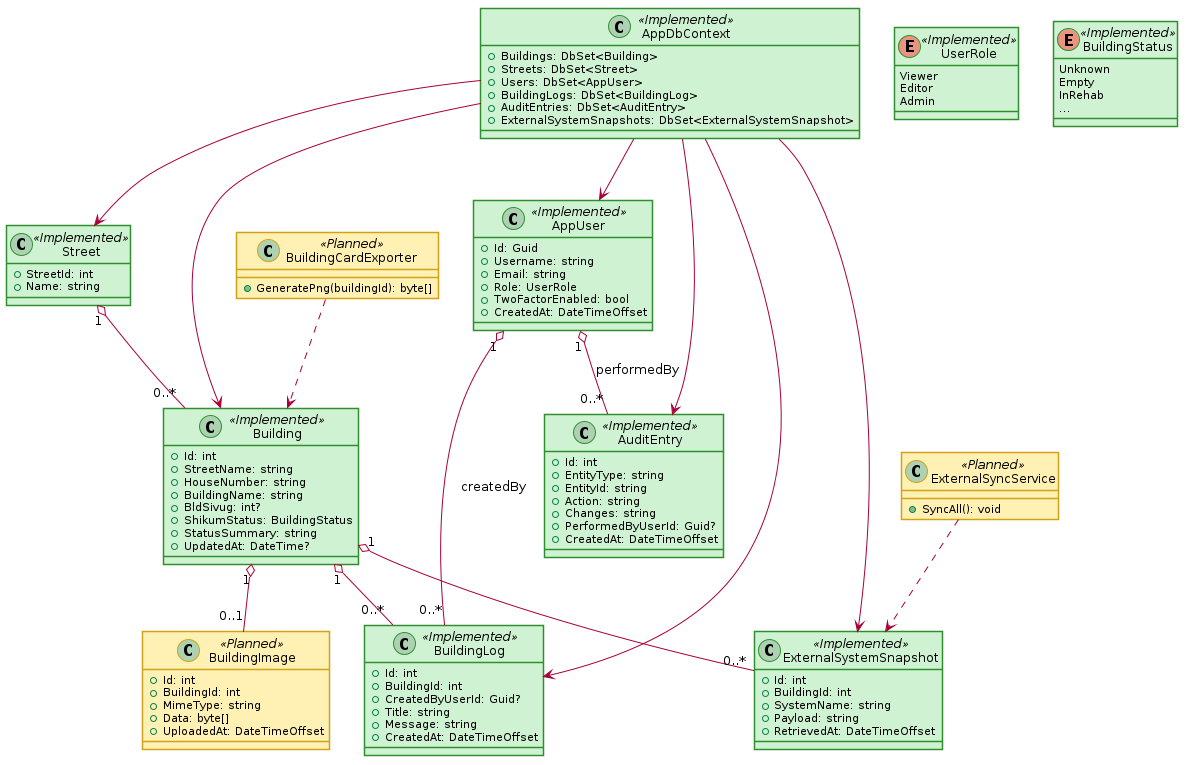 C «Implemented»
AppDbContext
Buildings: DbSet<Building>
Streets: DbSet<Street>
Users: DbSet<AppUser>
BuildingLogs: DbSet<BuildingLog>
AuditEntries: DbSet<AuditEntry>
ExternalSystemSnapshots: DbSet<ExternalSystemSnapshot>
E «Implemented»
UserRole
Viewer
Editor
Admin
E «Implemented»
BuildingStatus
Unknown
Empty
InRehab
...
C «Implemented»
Street
StreetId: int
Name: string
C «Planned»
BuildingCardExporter
GeneratePng(buildingId): byte[]
C «Implemented»
AppUser
Id: Guid
Username: string
Email: string
Role: UserRole
TwoFactorEnabled: bool
CreatedAt: DateTimeOffset
1
0..*
1
createdBy
0..*
1
performedBy
0..*
C «Implemented»
Building
Id: int
StreetName: string
HouseNumber: string
BuildingName: string
BldSivug: int?
ShikumStatus: BuildingStatus
StatusSummary: string
UpdatedAt: DateTime?
C «Implemented»
AuditEntry
Id: int
EntityType: string
EntityId: string
Action: string
Changes: string
PerformedByUserId: Guid?
CreatedAt: DateTimeOffset
C «Planned»
ExternalSyncService
SyncAll(): void
1
0..1
1
0..*
1
0..*
C «Planned»
BuildingImage
Id: int
BuildingId: int
MimeType: string
Data: byte[]
UploadedAt: DateTimeOffset
C «Implemented»
BuildingLog
Id: int
BuildingId: int
CreatedByUserId: Guid?
Title: string
Message: string
CreatedAt: DateTimeOffset
C «Implemented»
ExternalSystemSnapshot
Id: int
BuildingId: int
SystemName: string
Payload: string
RetrievedAt: DateTimeOffset